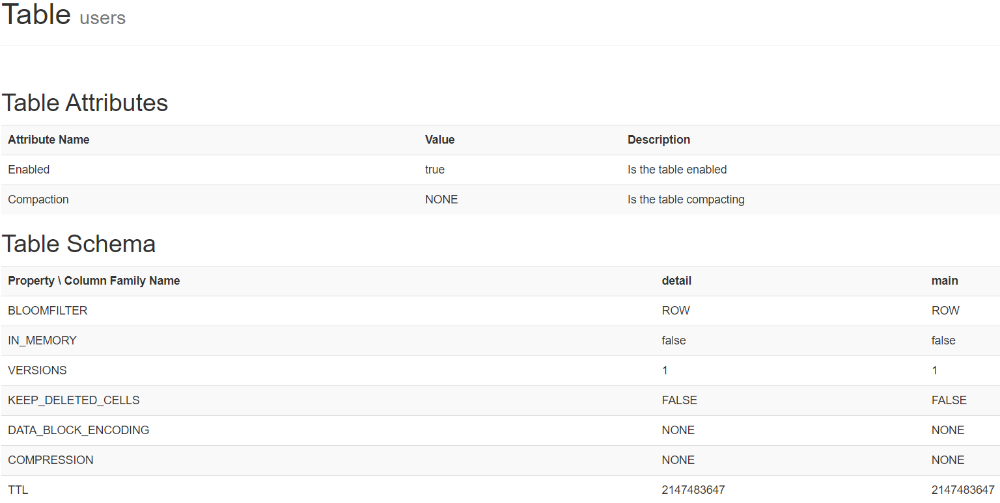 Table users
Table Attributes
Attribute Name Value Description
Enabled true Is the table enabled
Compaction NONE Is the table compacting
Table Schema
Property \ Column Family Name detail main
BLOOMFILTER ROW ROW
IN_MEMORY false false
VERSIONS 1 1
KEEP_DELETED_CELLS FALSE FALSE
DATA_BLOCK_ENCODING NONE NONE
COMPRESSION NONE NONE
TTL 2147483647 2147483647